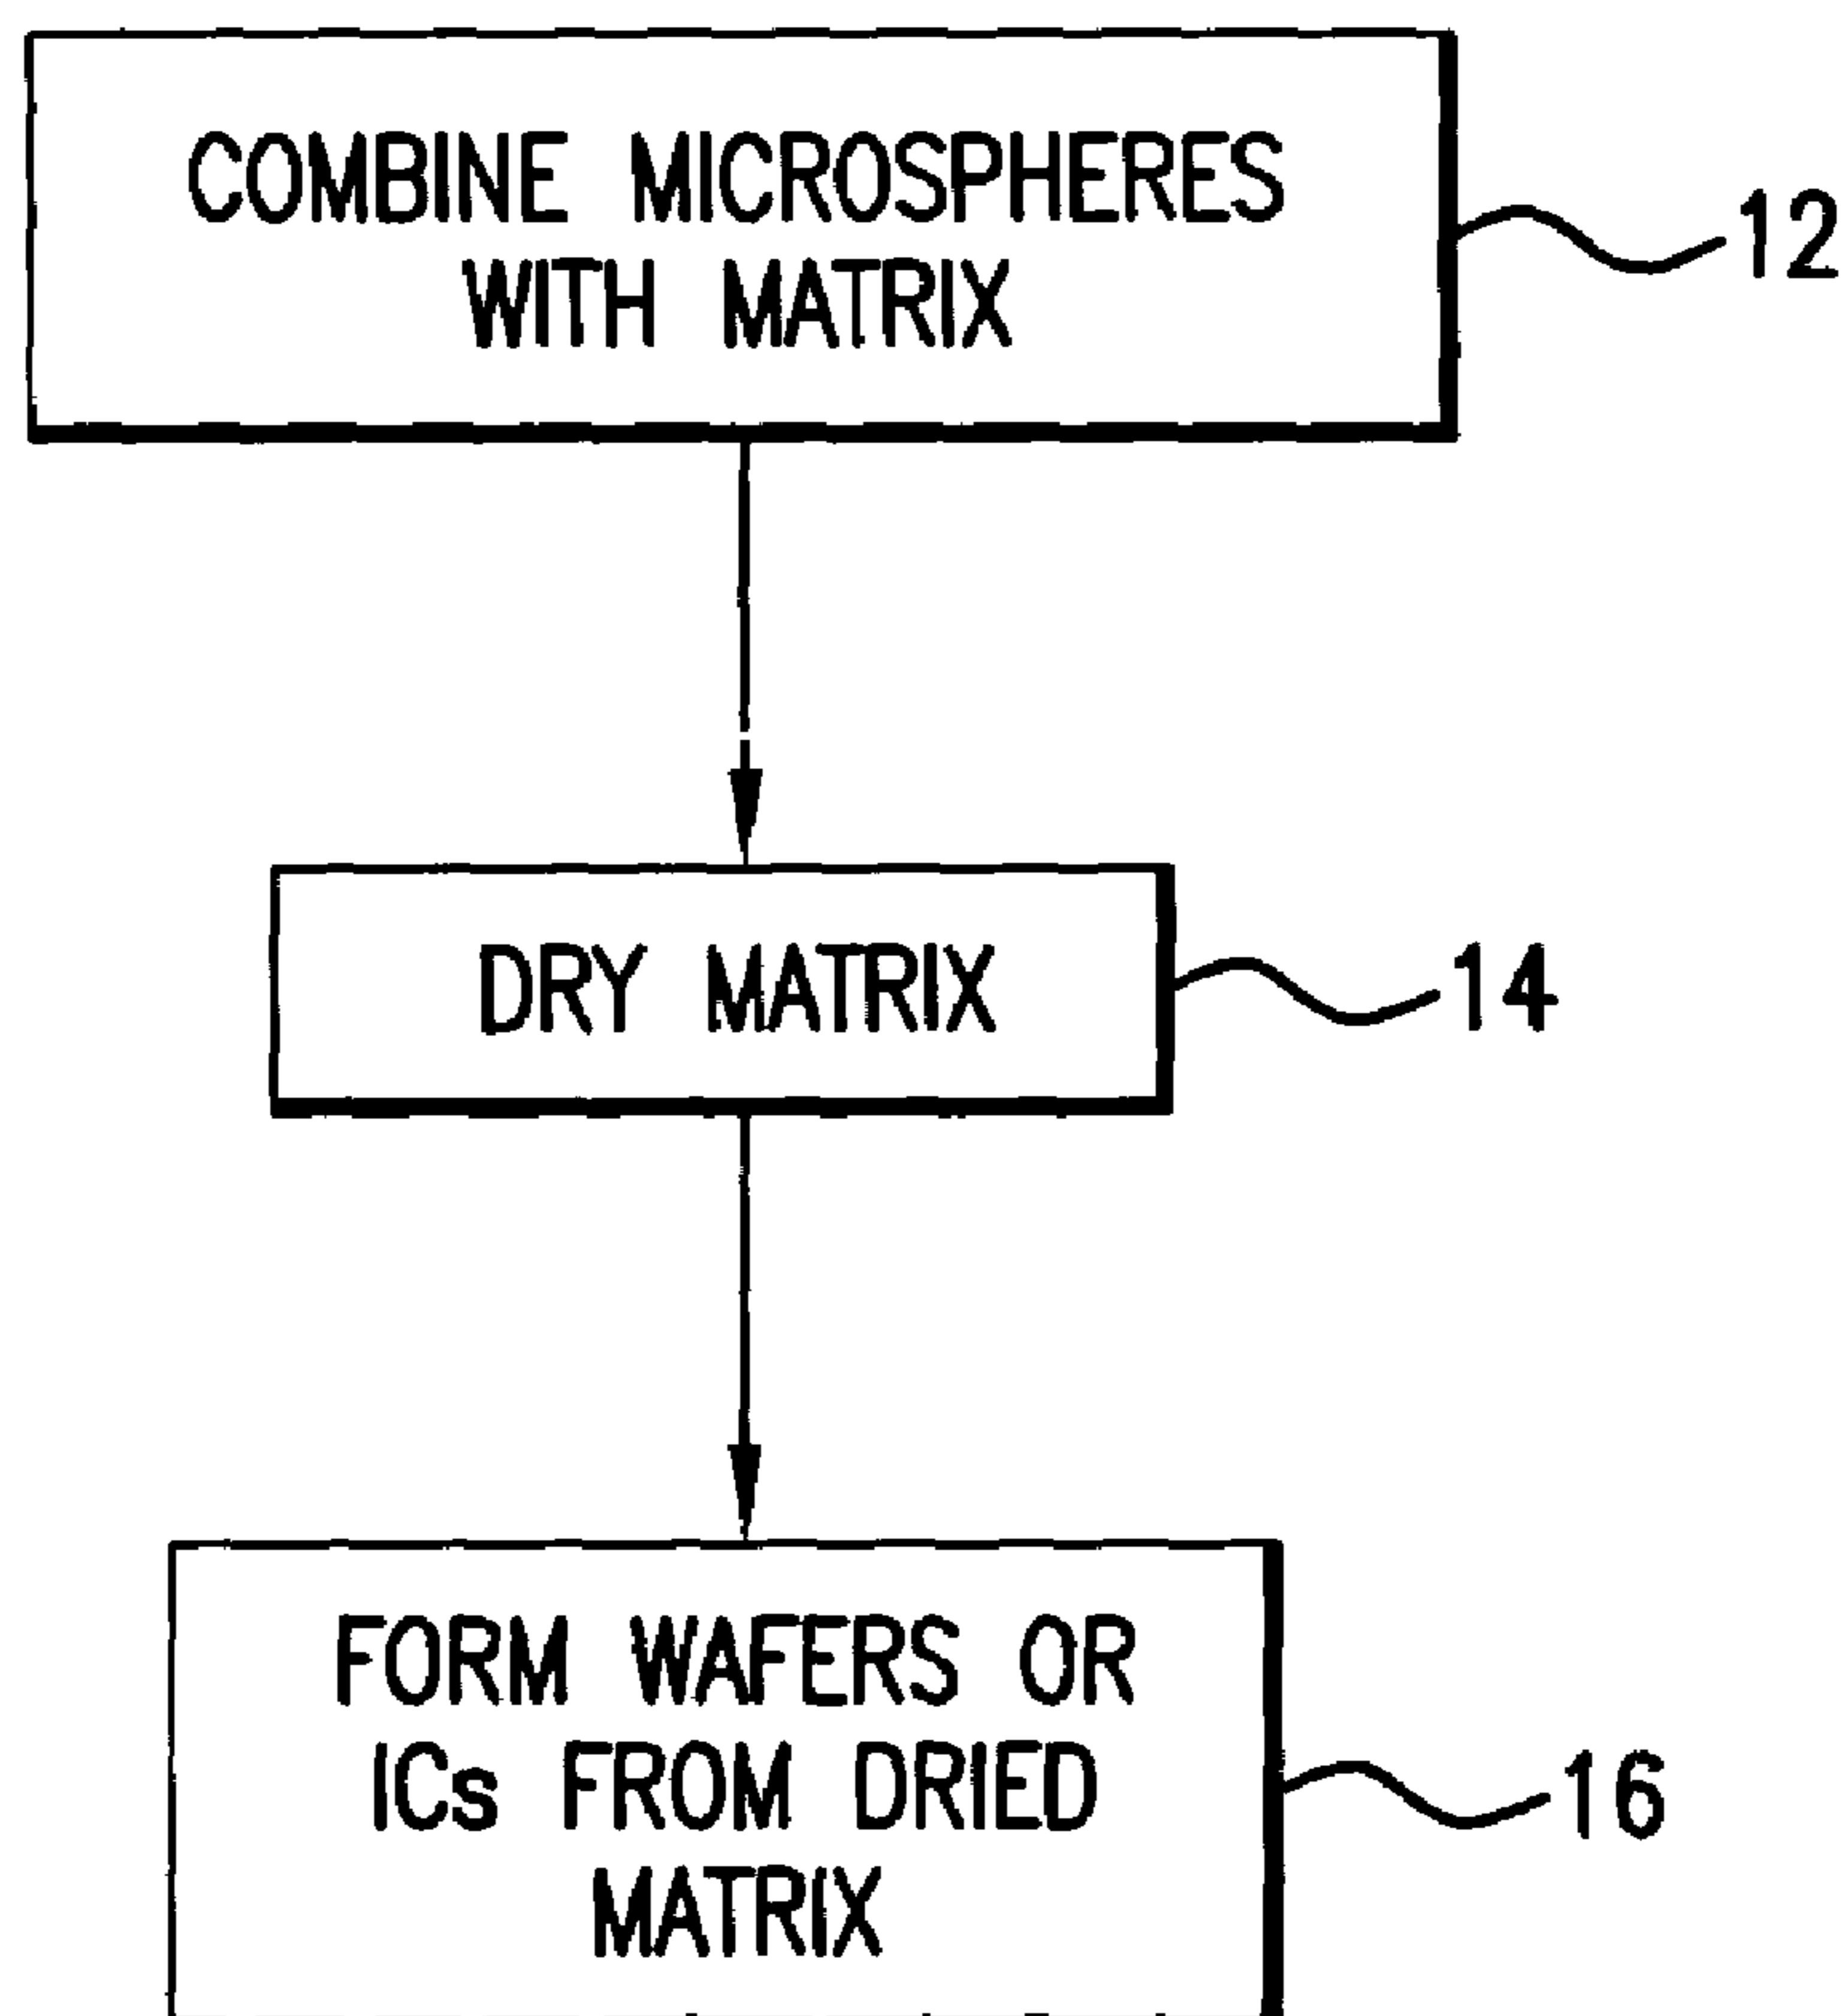 COMBINE MICROSPHERES
WITH MATRIX
12
DRY MATRIX
14
FORM WAFERS OR
ICs FROM DRIED
MATRIX
16